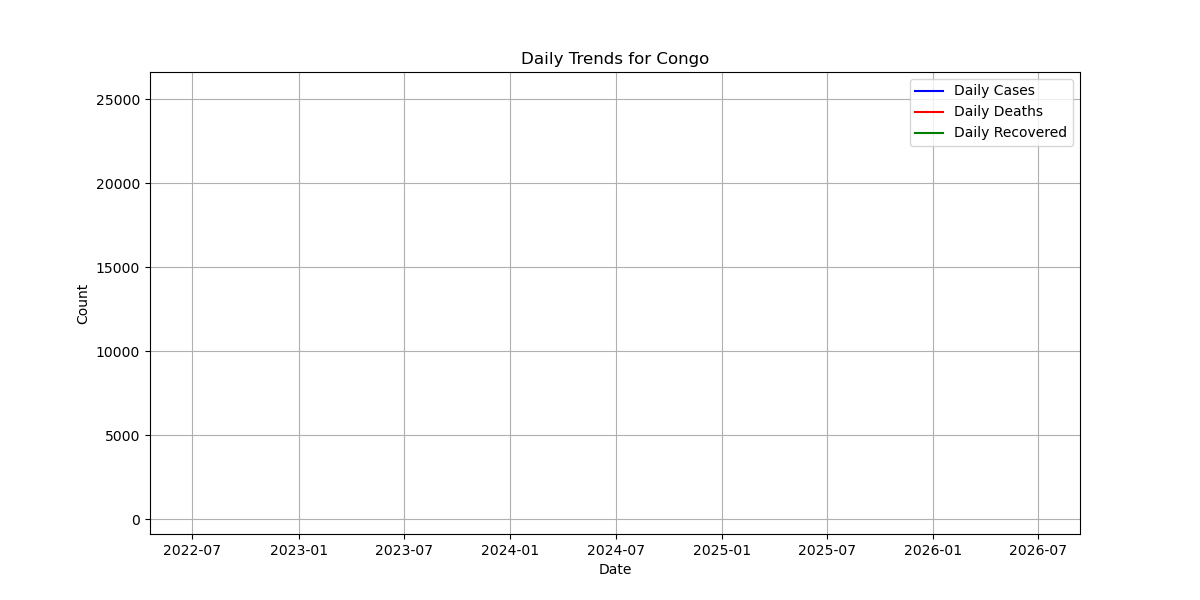 Daily Trends for Congo
Daily Cases
Daily Deaths
Daily Recovered
25000
20000
15000
10000
5000
0
Count
2022-07 2023-01 2023-07 2024-01 2024-07 2025-01 2025-07 2026-01 2026-07
Date